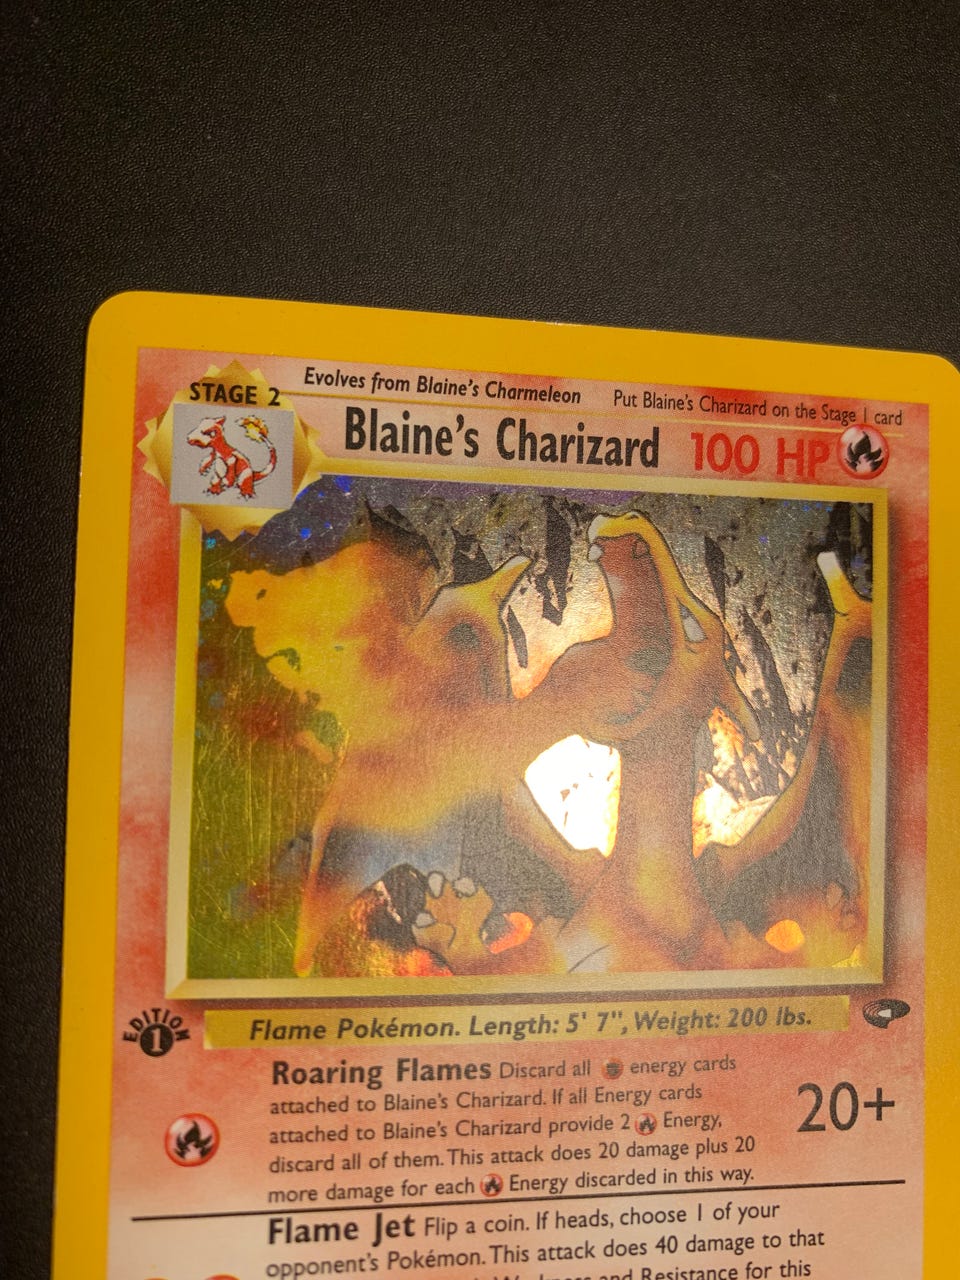 Evolves from Blaine's Charmeleon Put Blaine's Charizard on the Stage 1 card
STAGE 2
Blaine's Charizard 100 HP
EDITION
1
Flame Pokémon. Length: 5' 7", Weight: 200 lbs.
Roaring Flames Discard all energy cards
attached to Blaine's Charizard. If all Energy cards
attached to Blaine's Charizard provide 2 Energy,
discard all of them. This attack does 20 damage plus 20
more damage for each Energy discarded in this way.
20+
Flame Jet Flip a coin. If heads, choose 1 of your
opponent's Pokémon. This attack does 40 damage to that
and Resistance for this